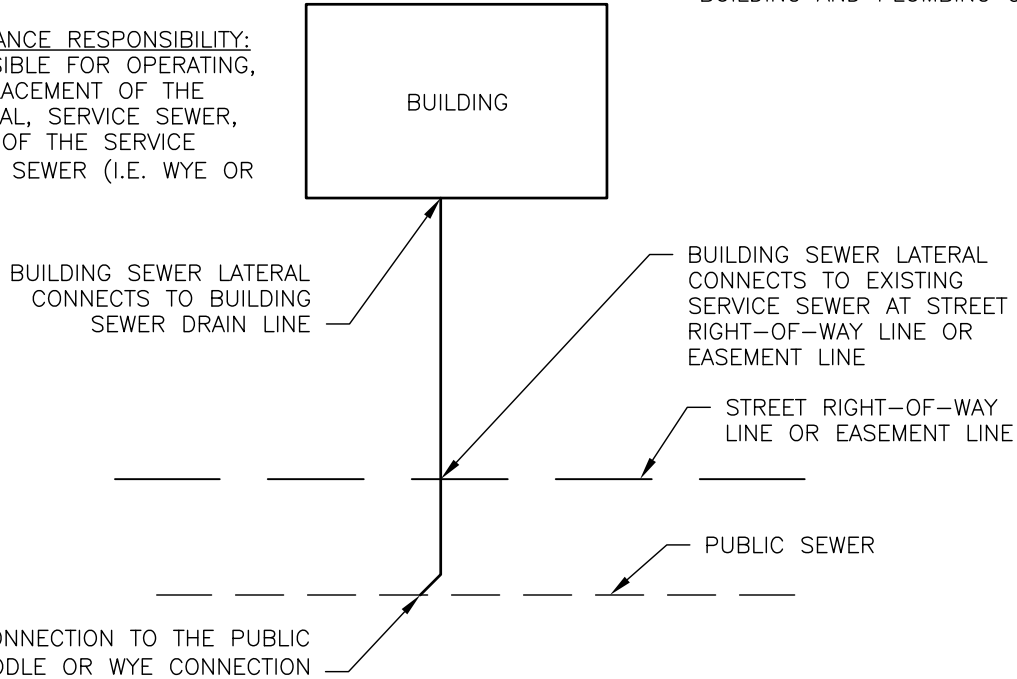 BUILDING AND PLUMBING
ANCE RESPONSIBILITY:
SIBLE FOR OPERATING,
ACEMENT OF THE
AL, SERVICE SEWER,
OF THE SERVICE
SEWER (I.E. WYE OR
BUILDING
BUILDING SEWER LATERAL
CONNECTS TO BUILDING
SEWER DRAIN LINE
BUILDING SEWER LATERAL
CONNECTS TO EXISTING
SERVICE SEWER AT STREET
RIGHT-OF-WAY LINE OR
EASEMENT LINE
STREET RIGHT-OF-WAY
LINE OR EASEMENT LINE
PUBLIC SEWER
ONNECTION TO THE PUBLIC
DDLE OR WYE CONNECTION